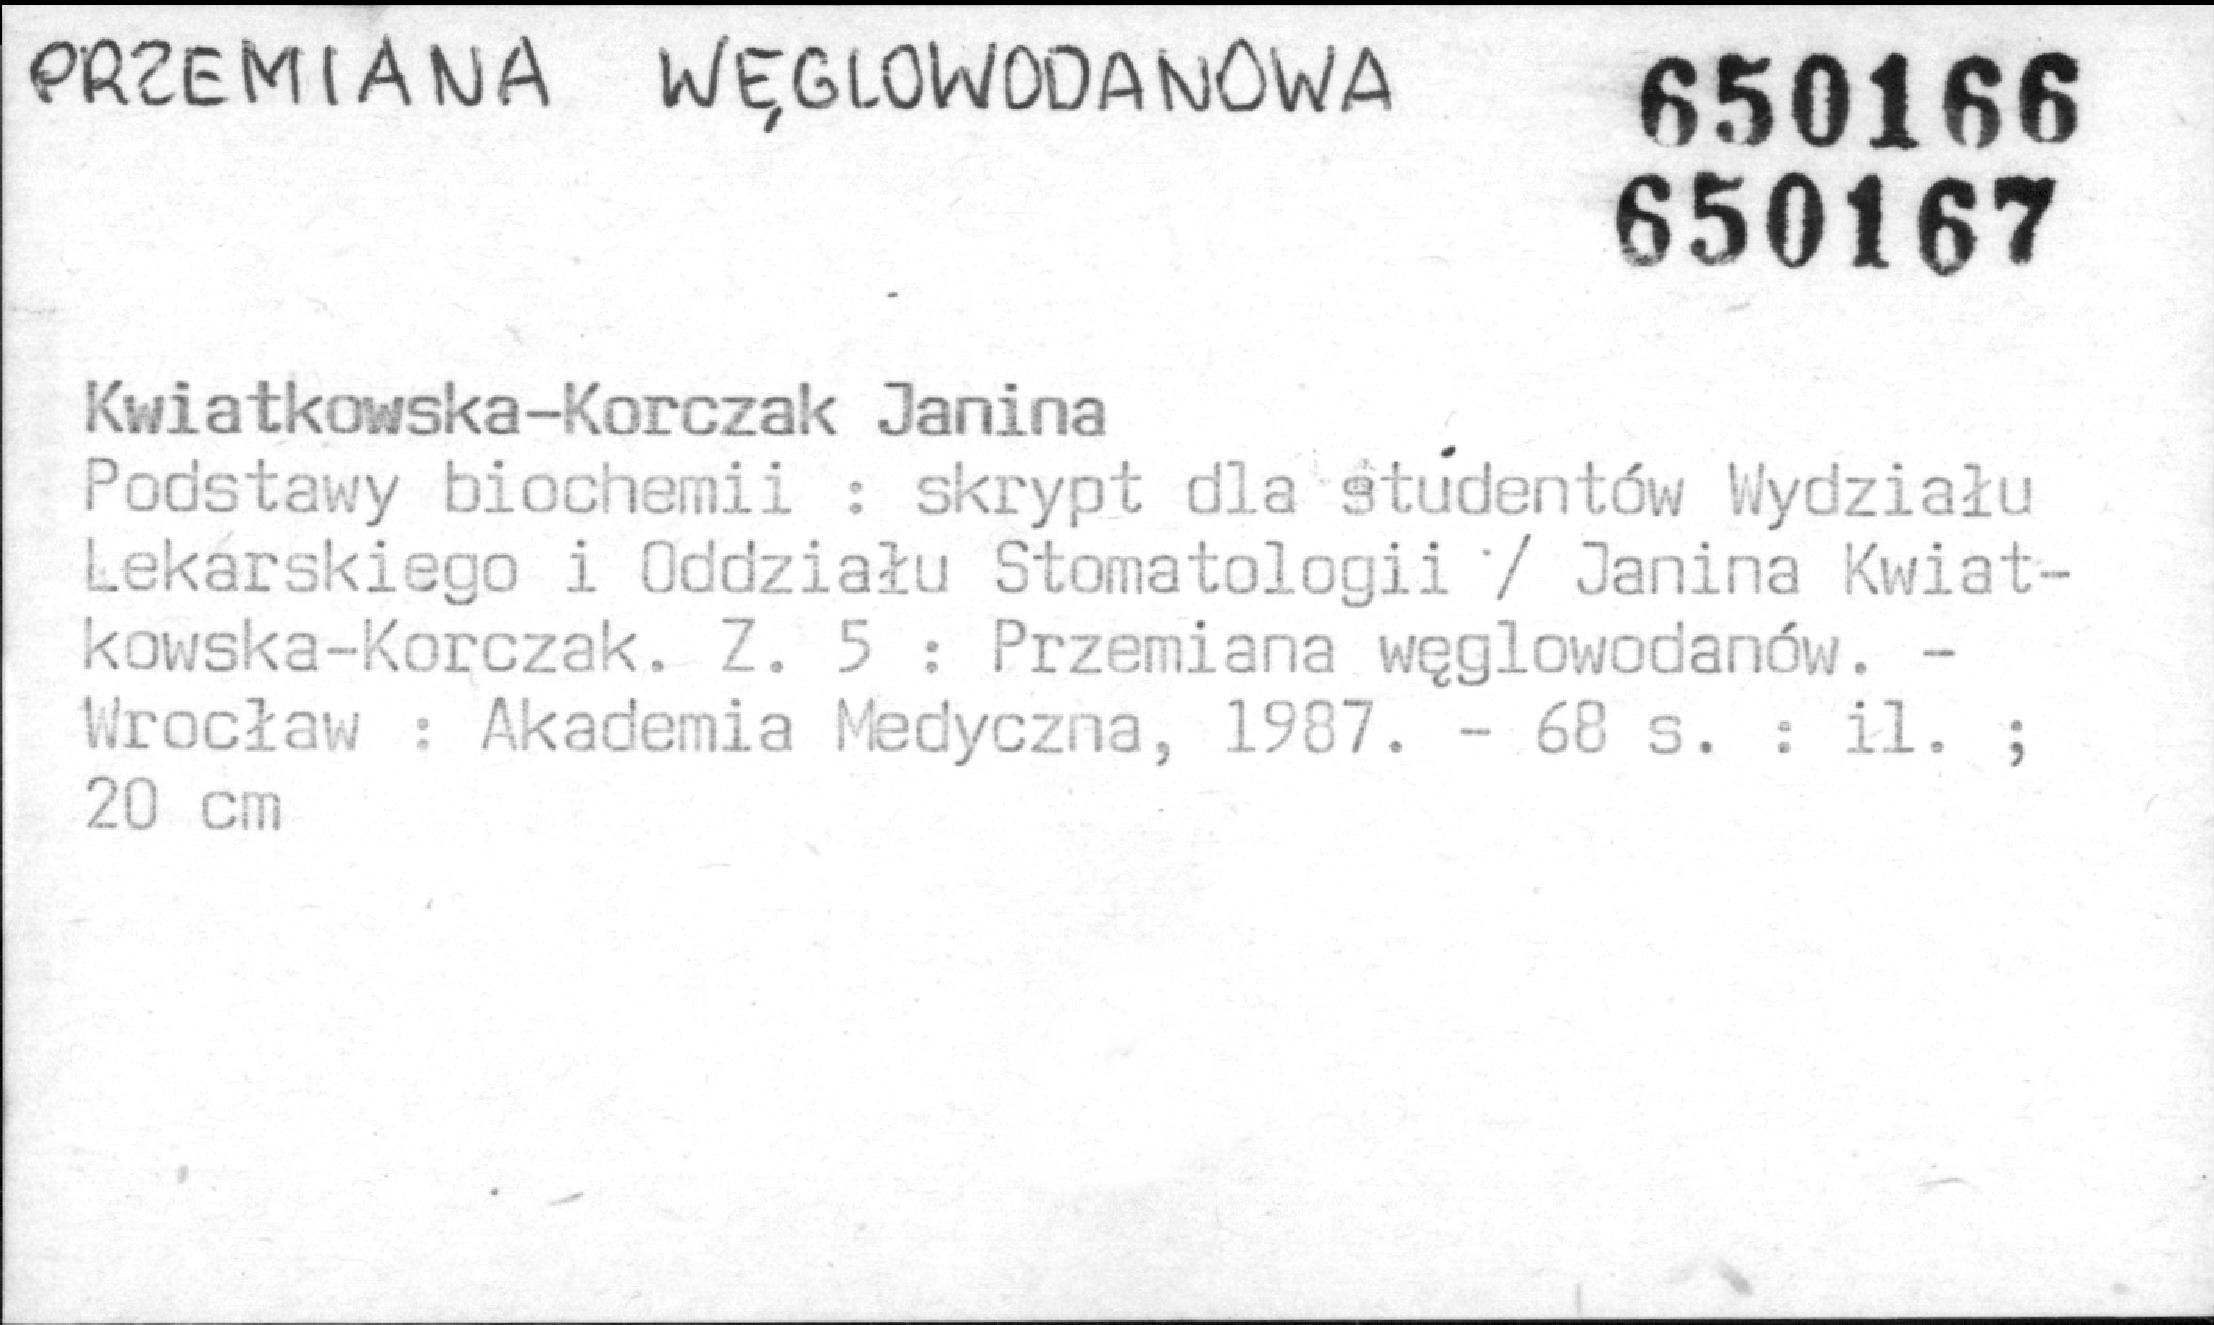 PRZEMIANA WĘGLOWODANOWA
650166
650167
Kwiatkowska-Korczak Janina
Podstawy biochemii : skrypt dla studentów Wydziału
Lekarskiego i Oddziału Stomatologii / Janina Kwiat-
kowska-Korczak. Z. 5 : Przemiana węglowodanów. -
Wrocław : Akademia Medyczna, 1987. - 68 s. : il. ;
20 cm